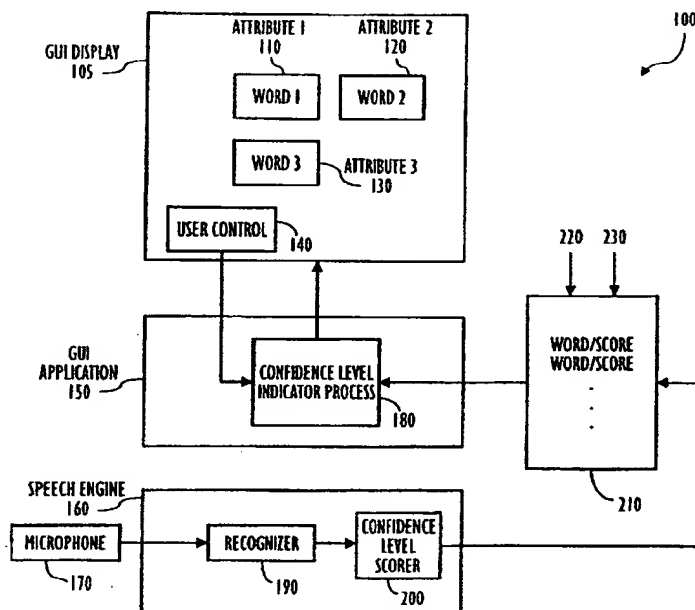 ATTRIBUTE 1
110
ATTRIBUTE 2
120
100
GUI DISPLAY
105
WORD 1
WORD 2
WORD 3
ATTRIBUTE 3
130
USER CONTROL
140
220
230
GUI
APPLICATION
150
CONFIDENCE LEVEL
INDICATOR PROCESS
180
WORD/SCORE
WORD/SCORE
.
.
.
210
SPEECH ENGINE
160
MICROPHONE
170
RECOGNIZER
190
CONFIDENCE
LEVEL
SCORER
200